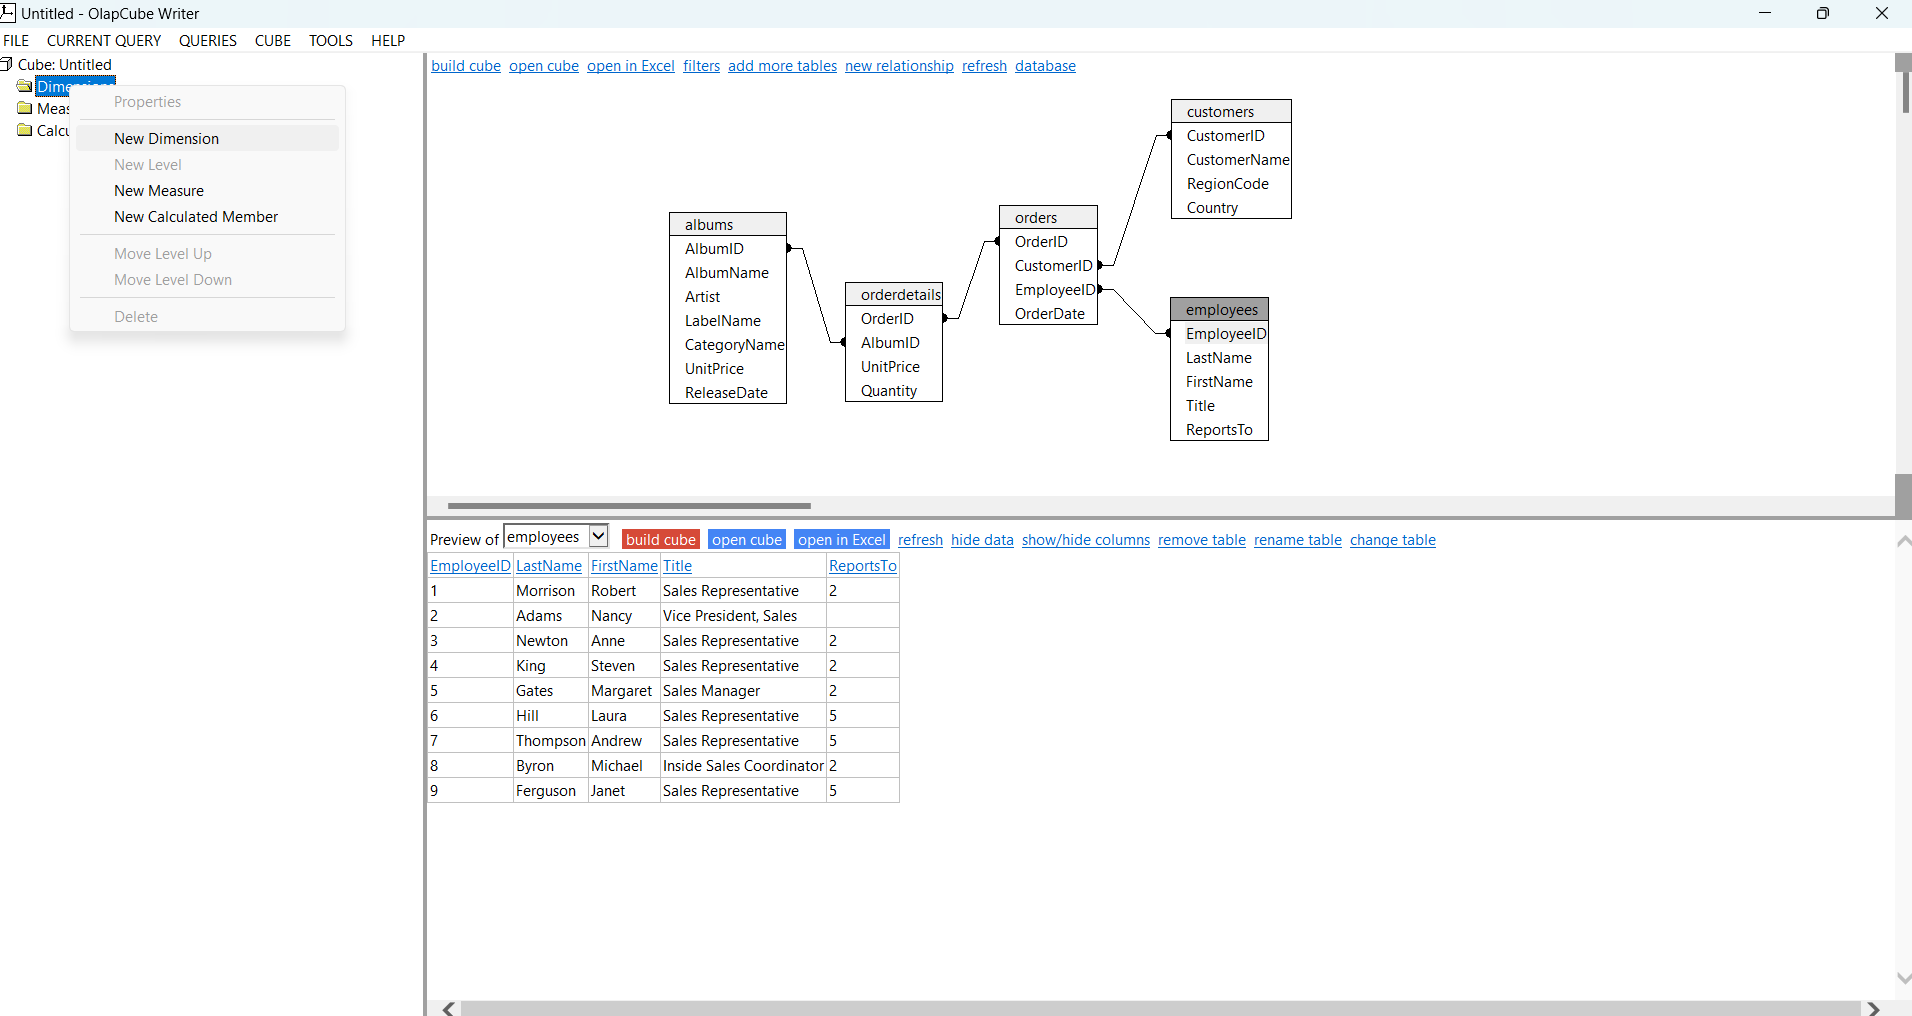 Untitled - OlapCube Writer
FILE CURRENT QUERY QUERIES CUBE TOOLS HELP
Cube: Untitled
Properties
New Dimension
New Level
New Measure
New Calculated Member
Move Level Up
Move Level Down
Delete
build cube open cube open in Excel filters add more tables new relationship refresh database
albums
AlbumID
AlbumName
Artist
LabelName
CategoryName
UnitPrice
ReleaseDate
orderdetails
OrderID
AlbumID
UnitPrice
Quantity
orders
OrderID
CustomerID
EmployeeID
OrderDate
customers
CustomerID
CustomerName
RegionCode
Country
employees
EmployeeID
LastName
FirstName
Title
ReportsTo
Preview of employees build cube open cube open in Excel refresh hide data show/hide columns remove table rename table change table
EmployeeID LastName FirstName Title ReportsTo
1 Morrison Robert Sales Representative 2
2 Adams Nancy Vice President, Sales
3 Newton Anne Sales Representative 2
4 King Steven Sales Representative 2
5 Gates Margaret Sales Manager 2
6 Hill Laura Sales Representative 5
7 Thompson Andrew Sales Representative 5
8 Byron Michael Inside Sales Coordinator 2
9 Ferguson Janet Sales Representative 5